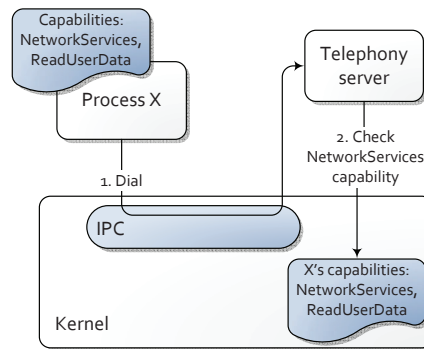 Capabilities:
NetworkServices,
ReadUserData
Process X
Telephony
server
1. Dial
2. Check
NetworkServices
capability
IPC
X's capabilities:
NetworkServices,
ReadUserData
Kernel